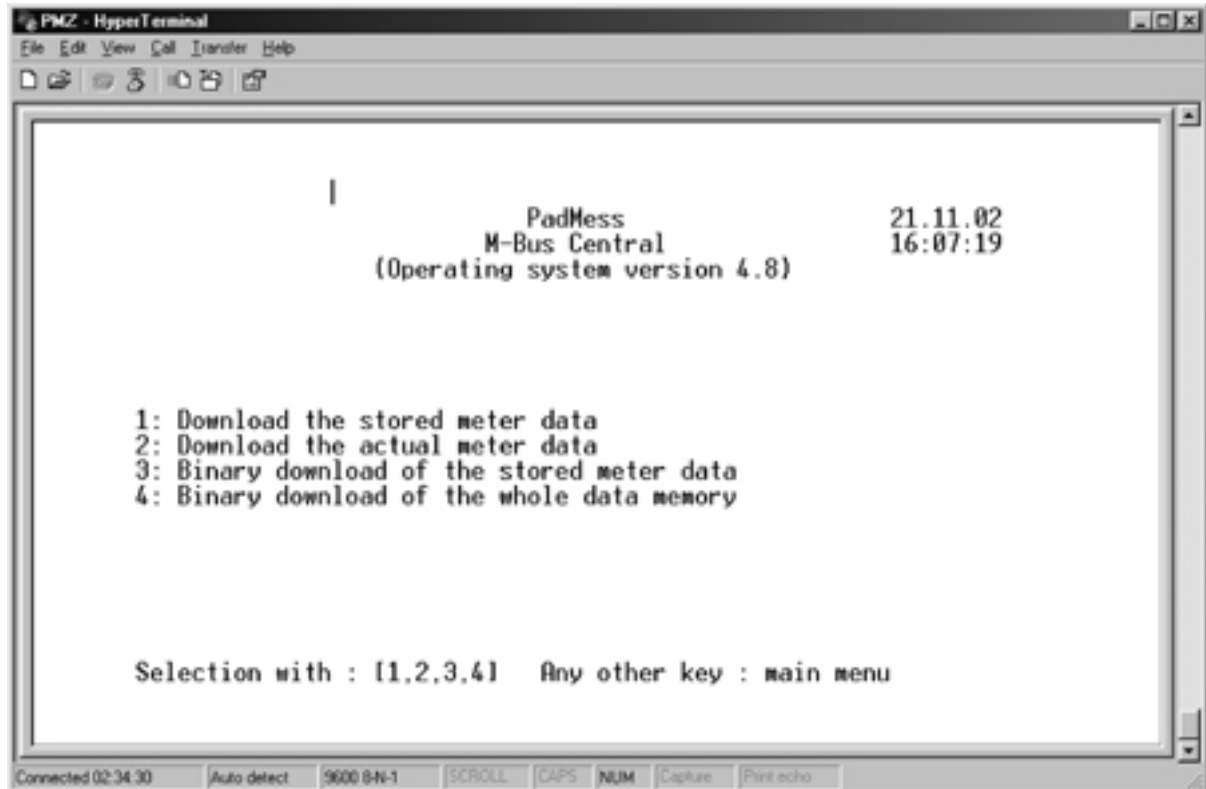 PMZ - HyperTerminal
File Edit View Call Transfer Help
PadMess 21.11.02
M-Bus Central 16:07:19
(Operating system version 4.8)
1: Download the stored meter data
2: Download the actual meter data
3: Binary download of the stored meter data
4: Binary download of the whole data memory
Selection with : [1,2,3,4] Any other key : main menu
Connected 02:34:30 Auto detect 9600 8-N-1 SCROLL CAPS NUM Capture Print echo